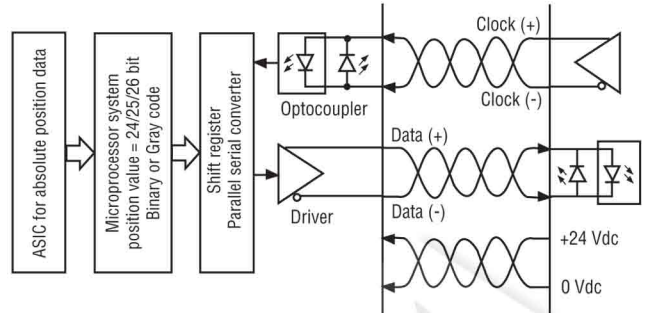 ASIC for absolute position data
Microprocessor system
position value = 24/25/26 bit
Binary or Gray code
Shift register
Parallel serial converter
Optocoupler
Driver
Clock (+)
Clock (-)
Data (+)
Data (-)
+24 Vdc
0 Vdc